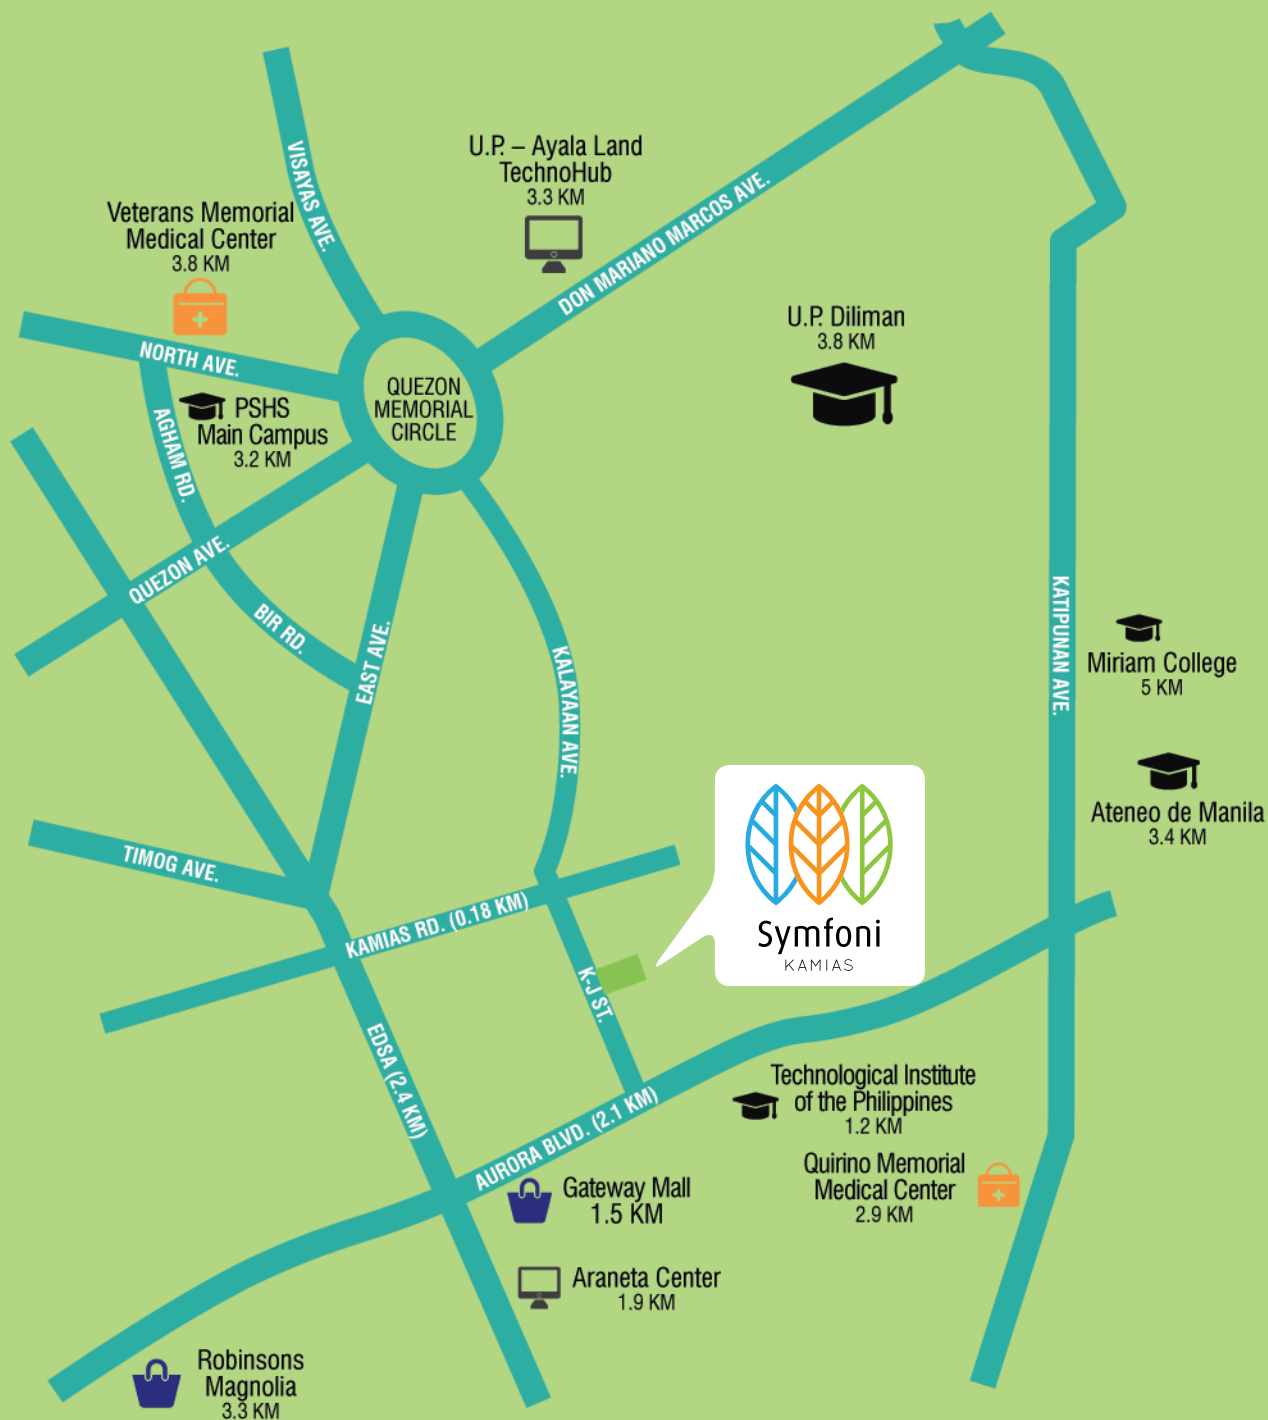 VISAYAS AVE.
U.P. – Ayala Land
TechnoHub
3.3 KM
DON MARIANO MARCOS AVE.
Veterans Memorial
Medical Center
3.8 KM
NORTH AVE.
U.P. Diliman
3.8 KM
QUEZON
MEMORIAL
CIRCLE
PSHS
Main Campus
3.2 KM
AGHAM RD.
QUEZON AVE.
BIR RD.
EAST AVE.
KALAYAAN AVE.
KATIPUNAN AVE.
Miriam College
5 KM
Ateneo de Manila
3.4 KM
TIMOG AVE.
KAMIAS RD. (0.18 KM)
Symfoni
KAMIAS
K-J ST.
EDSA (2.4 KM)
AURORA BLVD. (2.1 KM)
Technological Institute
of the Philippines
1.2 KM
Quirino Memorial
Medical Center
2.9 KM
Gateway Mall
1.5 KM
Araneta Center
1.9 KM
Robinsons
Magnolia
3.3 KM